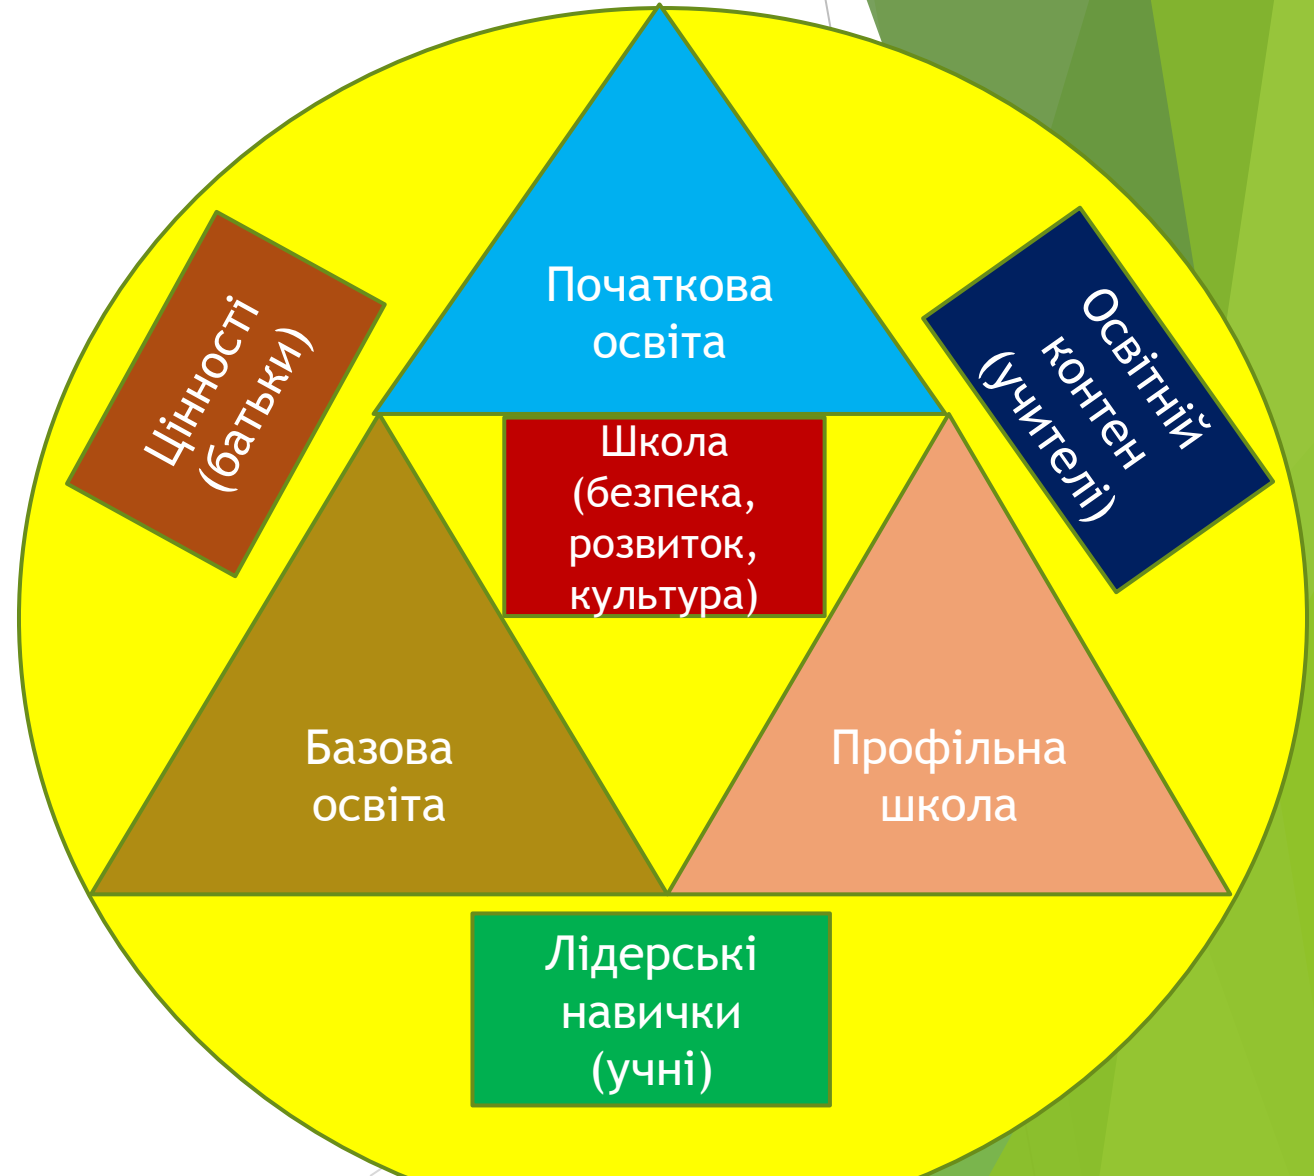 Початкова
освіта
Цінності
(батьки)
Освітній
контен
(учителі)
Школа
(безпека,
розвиток,
культура)
Базова
освіта
Профільна
школа
Лідерські
навички
(учні)